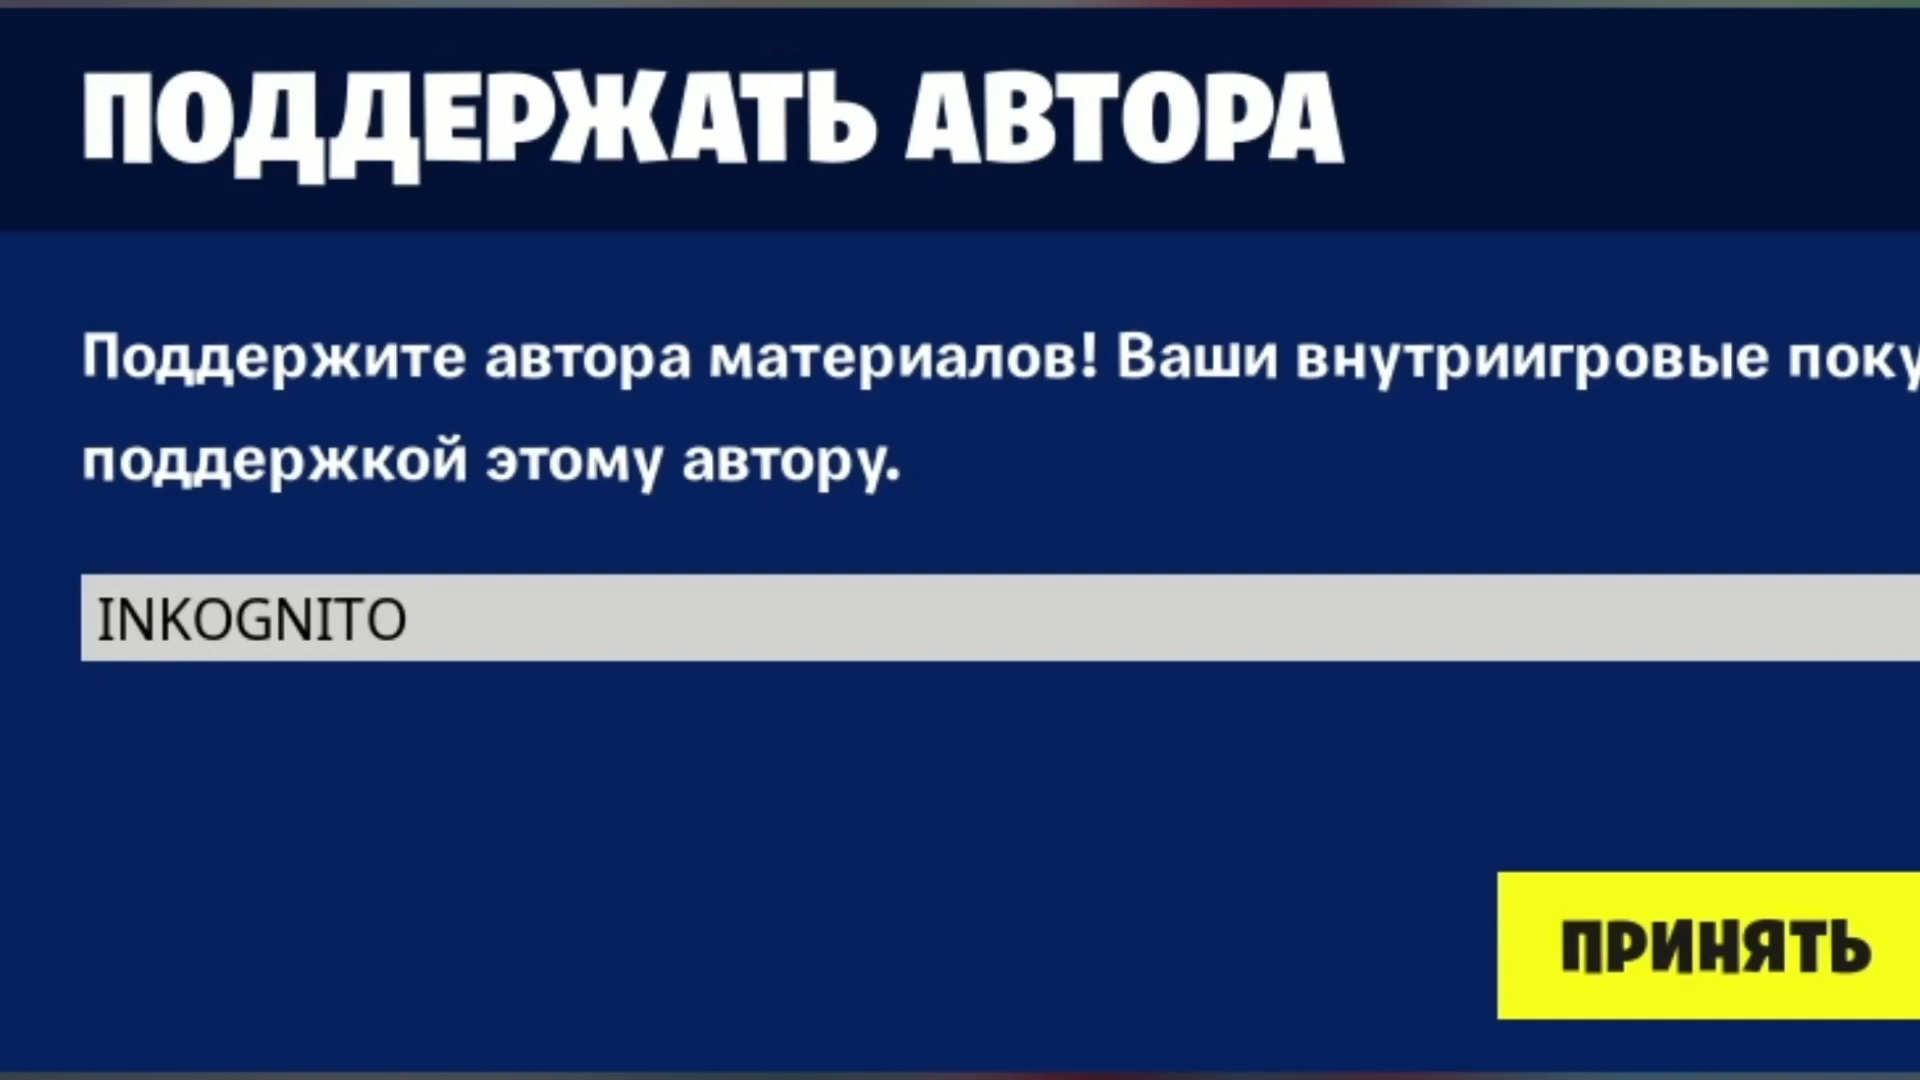 ПОДДЕРЖАТЬ АВТОРА
Поддержите автора материалов! Ваши внутриигровые поку
поддержкой этому автору.
INKOGNITO
ПРИНЯТЬ